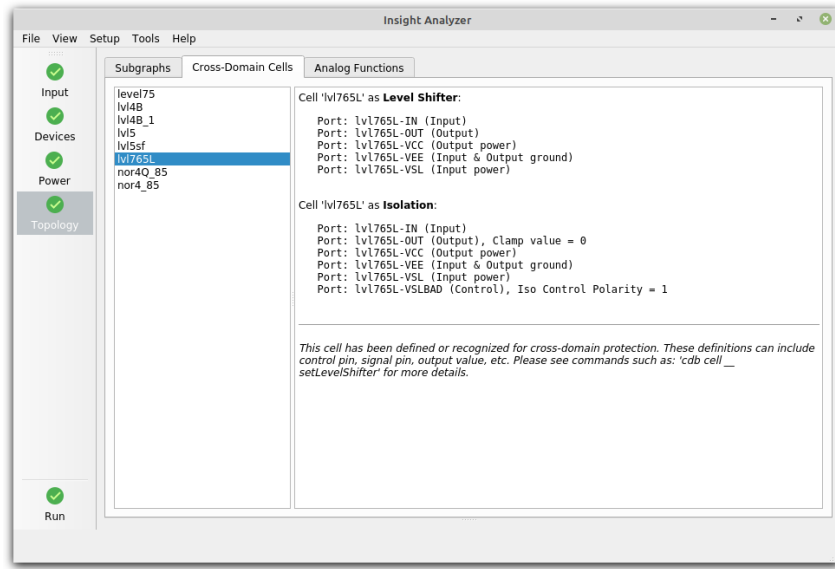 Insight Analyzer
File View Setup Tools Help
Input
Devices
Power
Topology
Run
Subgraphs Cross-Domain Cells Analog Functions
level75
lvl4B
lvl4B_1
lvl5
lvl5sf
lvl765L
nor4Q_85
nor4_85
Cell 'lvl765L' as Level Shifter:
Port: lvl765L-IN (Input)
Port: lvl765L-OUT (Output)
Port: lvl765L-VCC (Output power)
Port: lvl765L-VEE (Input & Output ground)
Port: lvl765L-VSL (Input power)
Cell 'lvl765L' as Isolation:
Port: lvl765L-IN (Input)
Port: lvl765L-OUT (Output), Clamp value = 0
Port: lvl765L-VCC (Output power)
Port: lvl765L-VEE (Input & Output ground)
Port: lvl765L-VSL (Input power)
Port: lvl765L-VSLBAD (Control), Iso Control Polarity = 1
This cell has been defined or recognized for cross-domain protection. These definitions can include
control pin, signal pin, output value, etc. Please see commands such as: 'cdb cell __
setLevelShifter' for more details.